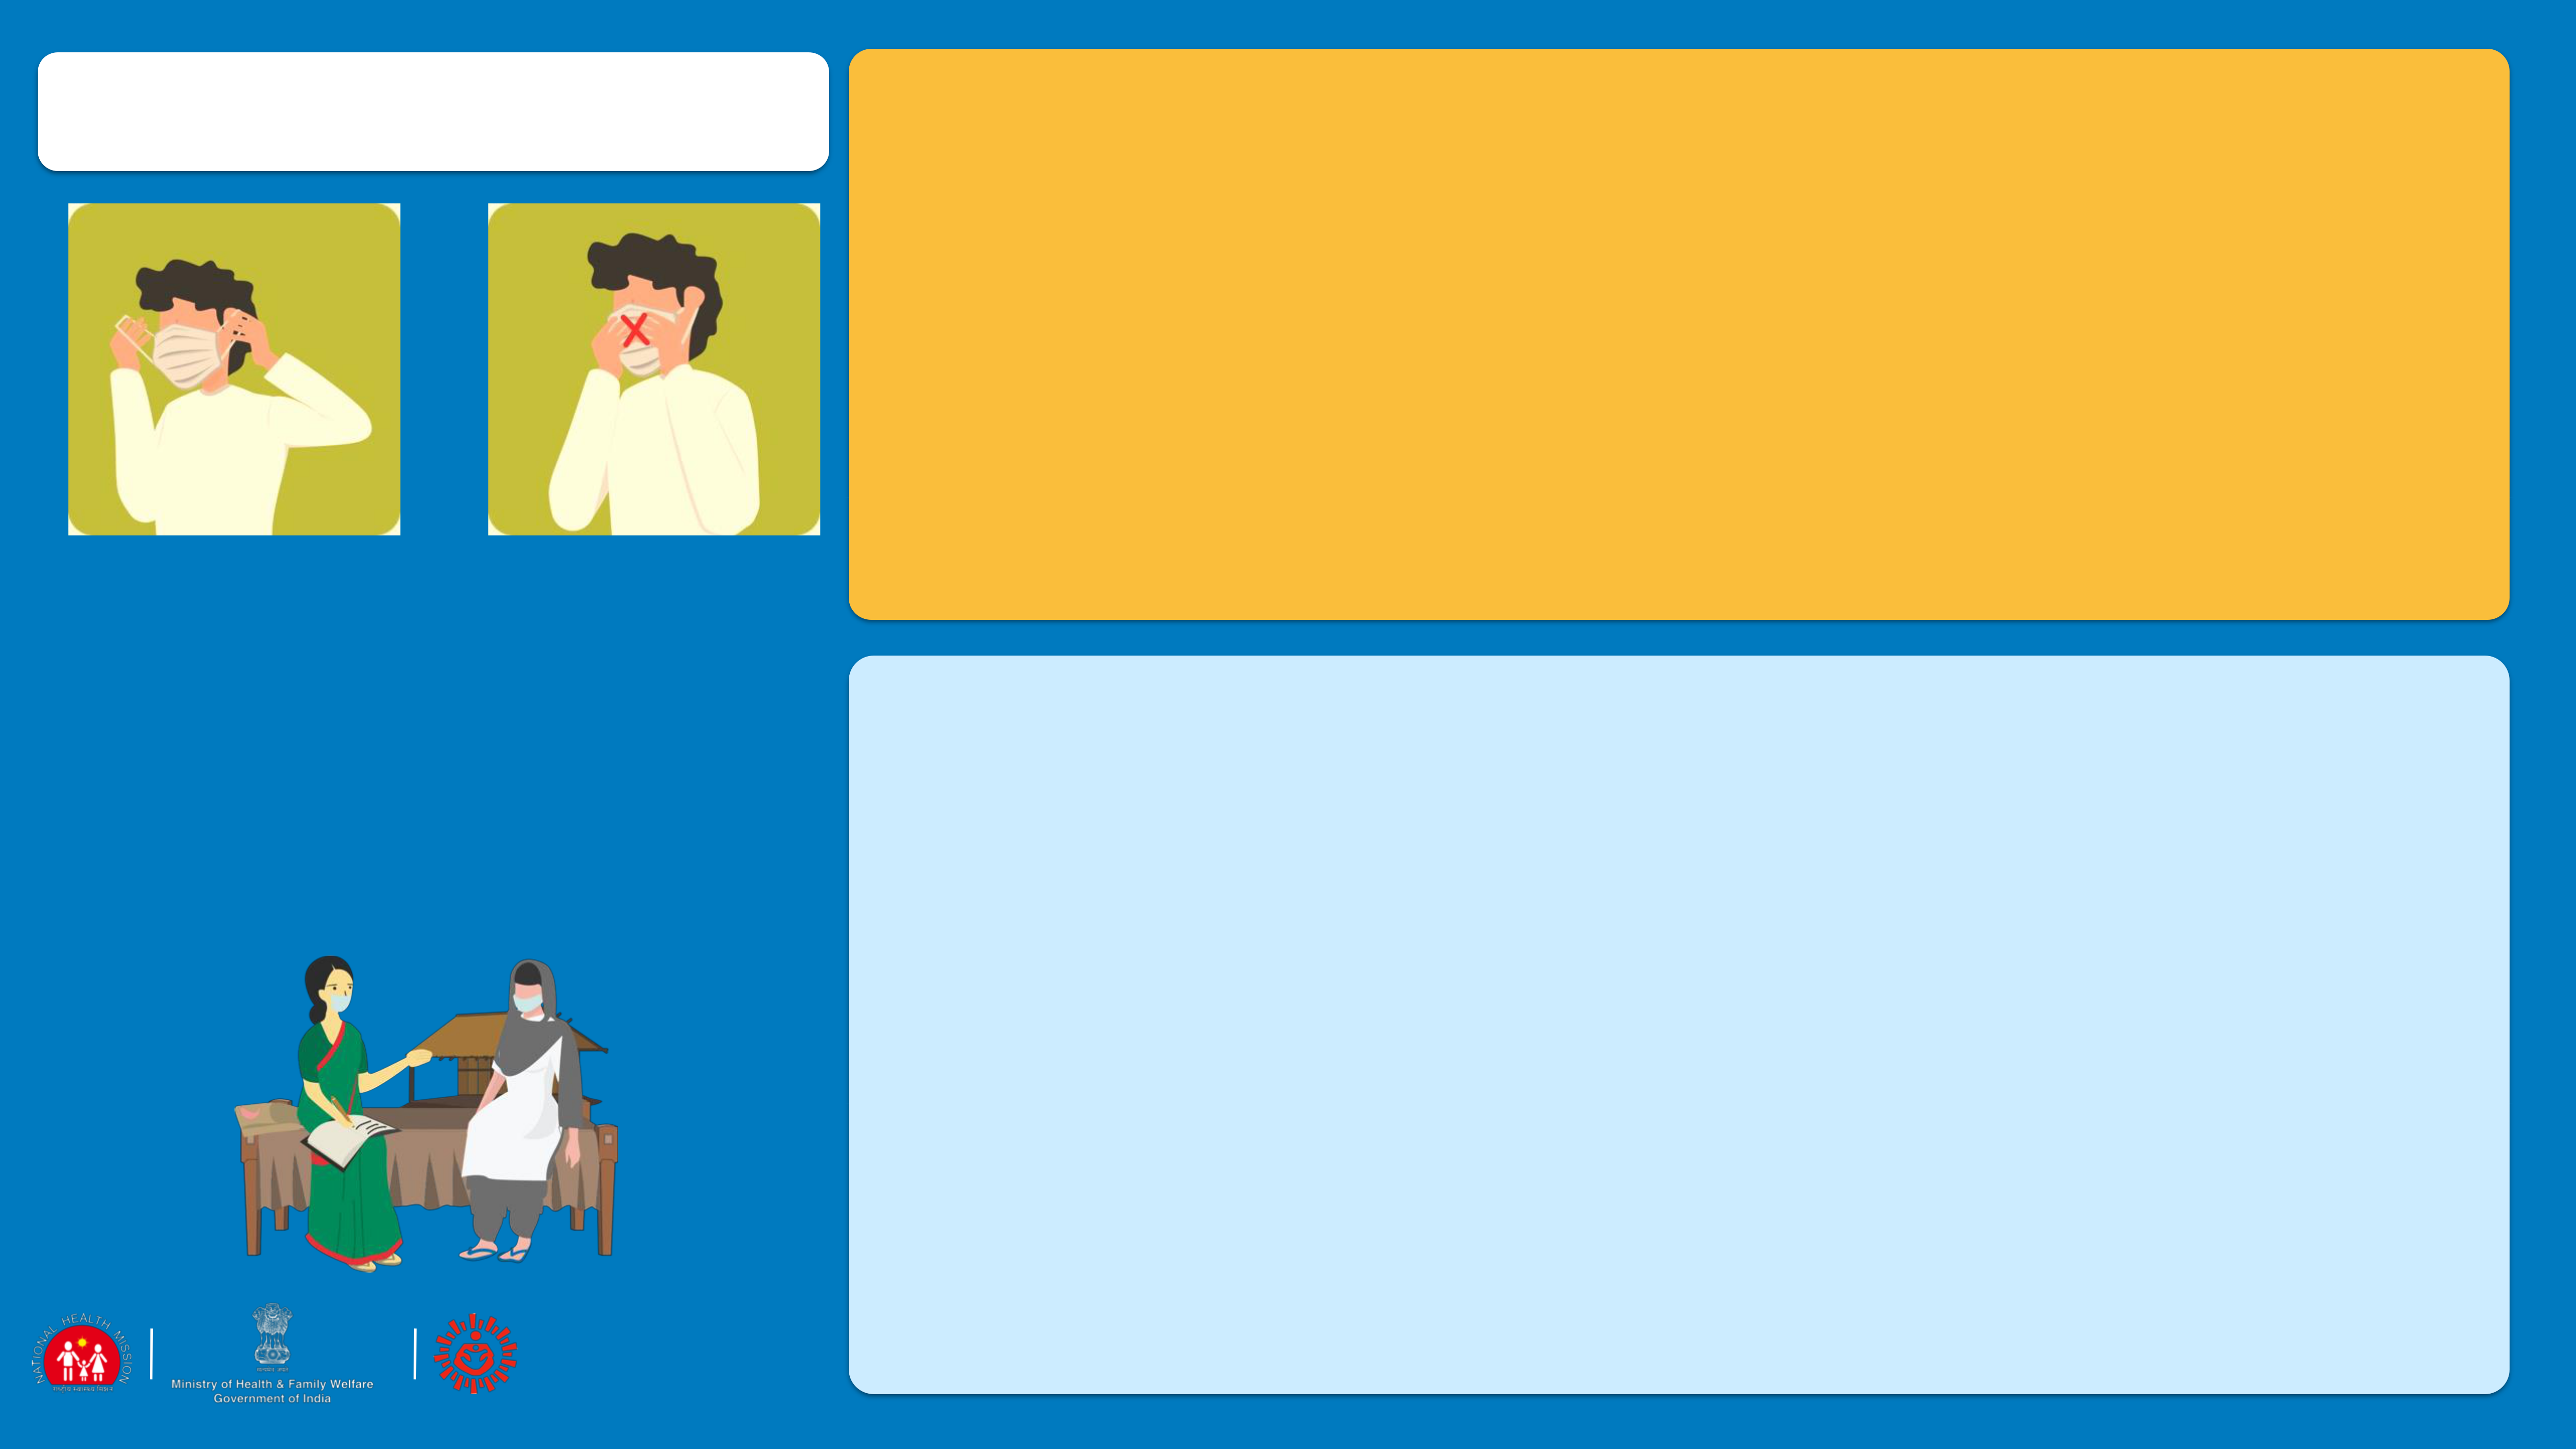 NATIONAL HEALTH MISSION
Ministry of Health & Family Welfare
Government of India